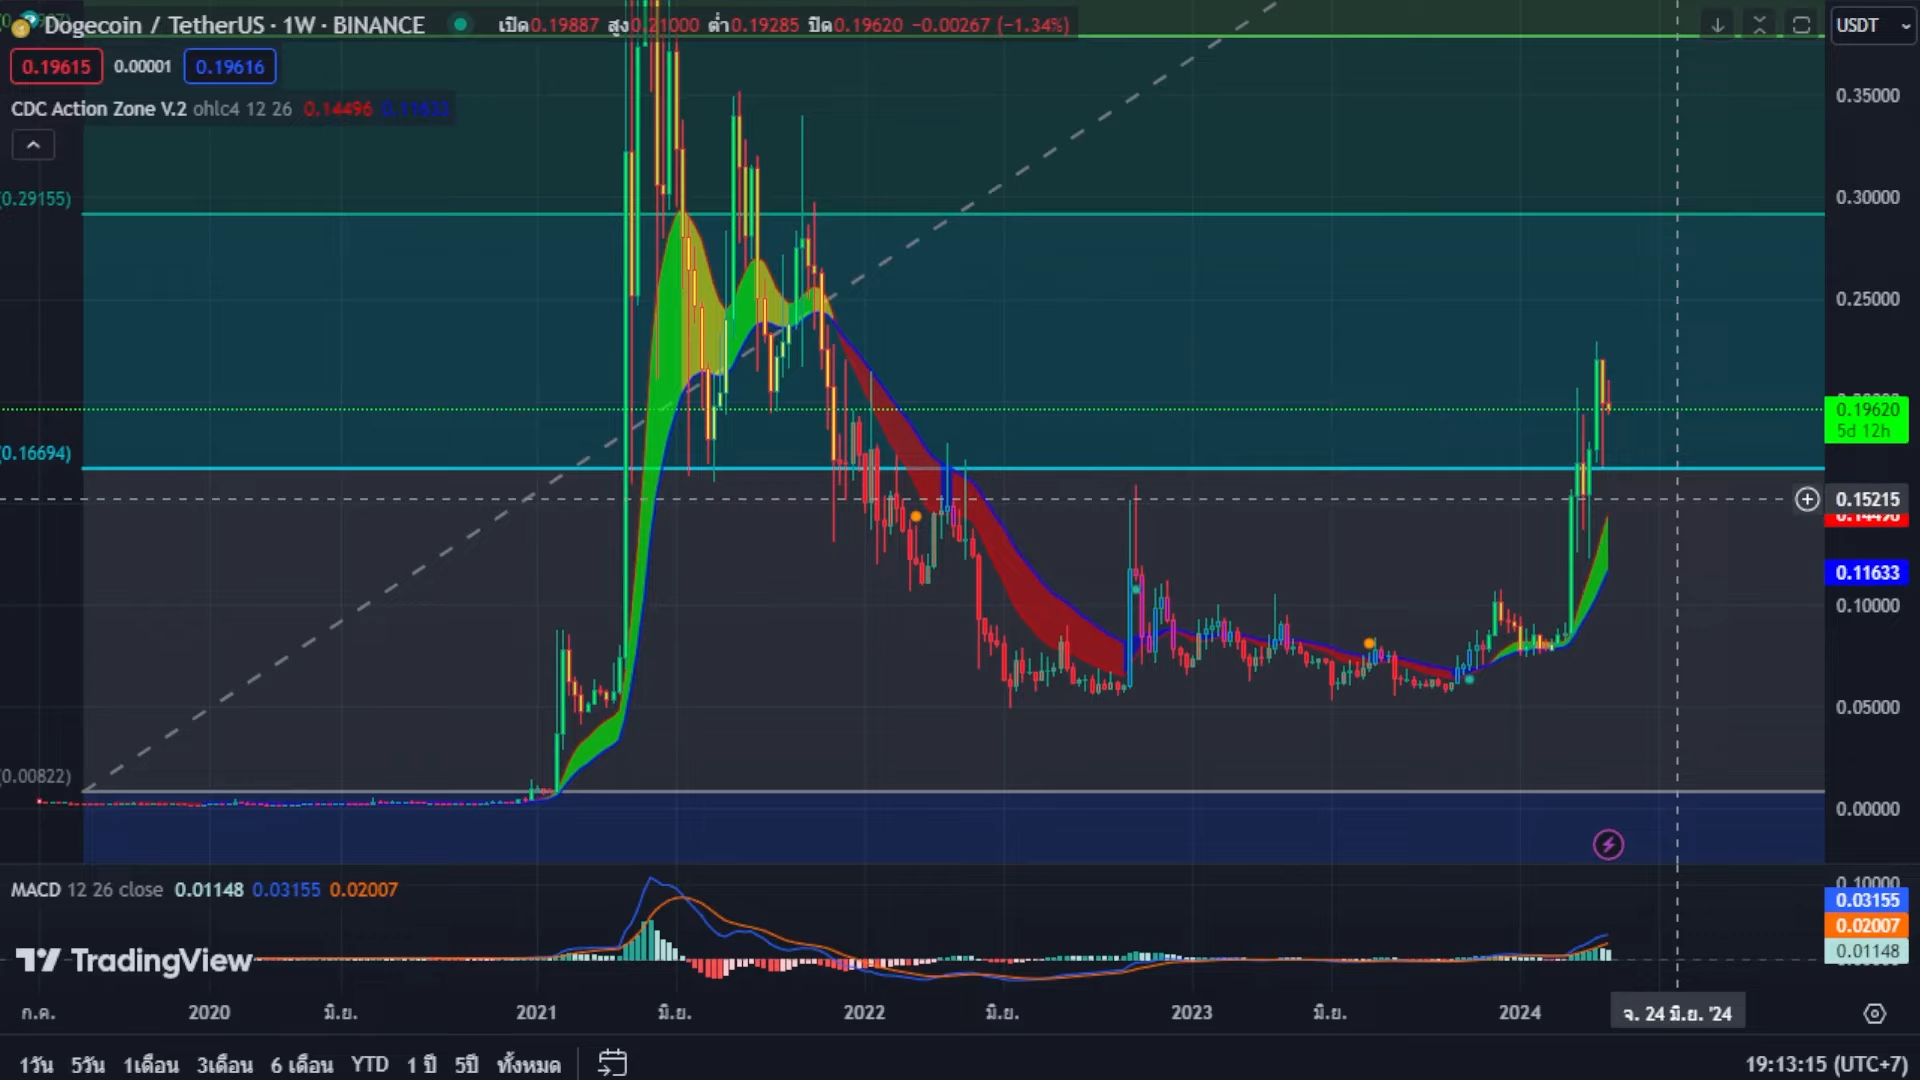 Dogecoin / TetherUS · 1W · BINANCE
เปิด0.19887 สูง0.21000 ต่ำ0.19285 ปิด0.19620 −0.00267 (−1.34%)
USDT
0.19615 0.00001 0.19616
CDC Action Zone V.2 ohlc4 12 26 0.14496 0.11633
0.35000
(0.29155)
0.30000
0.25000
0.19620
5d 12h
(0.16694)
0.15215
0.14496
0.11633
0.10000
0.05000
(0.00822)
0.00000
MACD 12 26 close 0.01148 0.03155 0.02007
0.10000
0.03155
0.02007
0.01148
TradingView
ก.ค. 2020 มิ.ย. 2021 มิ.ย. 2022 มิ.ย. 2023 มิ.ย. 2024 จ. 24 มิ.ย. '24
1วัน 5วัน 1เดือน 3เดือน 6 เดือน YTD 1 ปี 5ปี ทั้งหมด
19:13:15 (UTC+7)